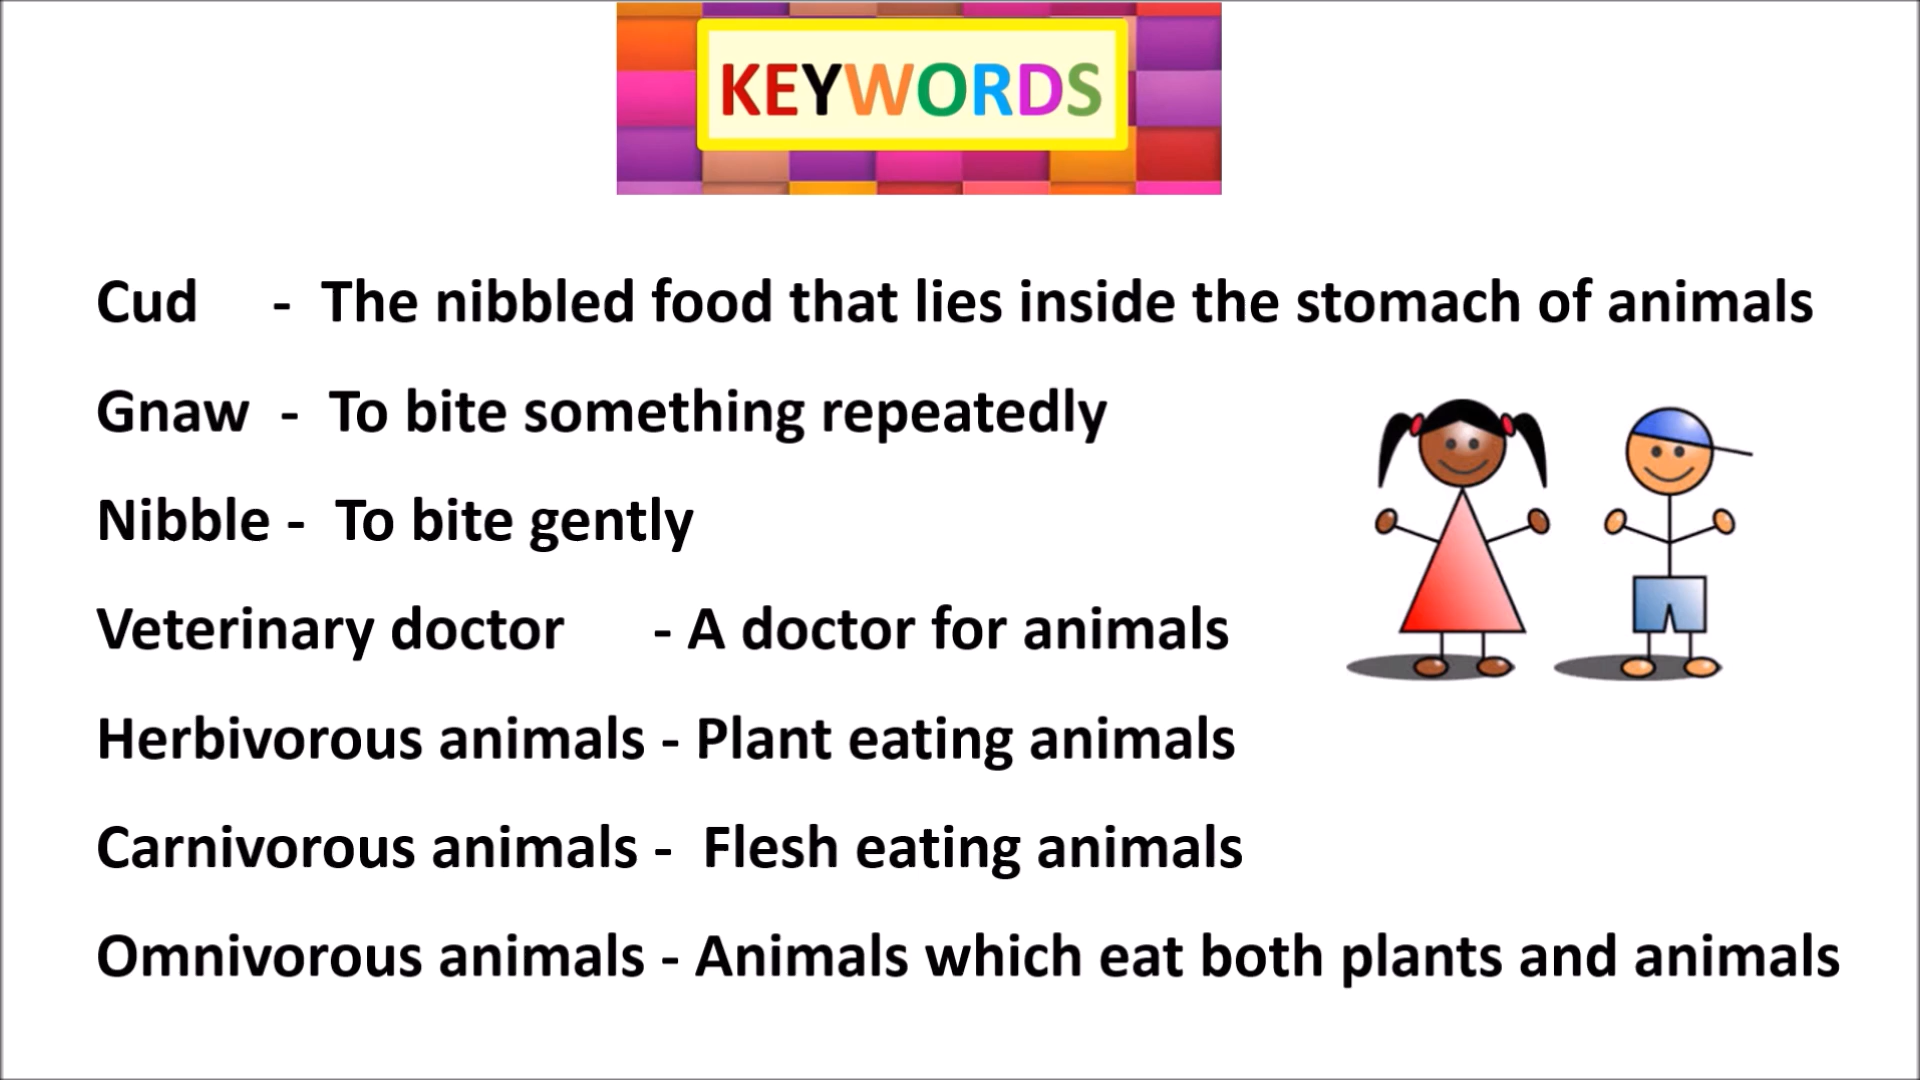 KEYWORDS
Cud - The nibbled food that lies inside the stomach of animals
Gnaw - To bite something repeatedly
Nibble - To bite gently
Veterinary doctor - A doctor for animals
Herbivorous animals - Plant eating animals
Carnivorous animals - Flesh eating animals
Omnivorous animals - Animals which eat both plants and animals